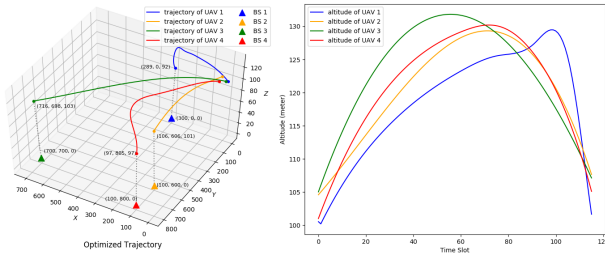 trajectory of UAV 1
trajectory of UAV 2
trajectory of UAV 3
trajectory of UAV 4
BS 1
BS 2
BS 3
BS 4
(289, 0, 92)
(716, 698, 103)
(300, 0, 0)
(106, 606, 101)
(97, 805, 97)
(700, 700, 0)
(100, 600, 0)
(100, 800, 0)
120
100
80
60
40
20
0
Z
700
600
500
400
300
200
100
0
X
0
100
200
300
400
500
600
700
800
Y
Optimized Trajectory
altitude of UAV 1
altitude of UAV 2
altitude of UAV 3
altitude of UAV 4
130
125
120
115
110
105
100
Altitude (meter)
0
20
40
60
80
100
120
Time Slot